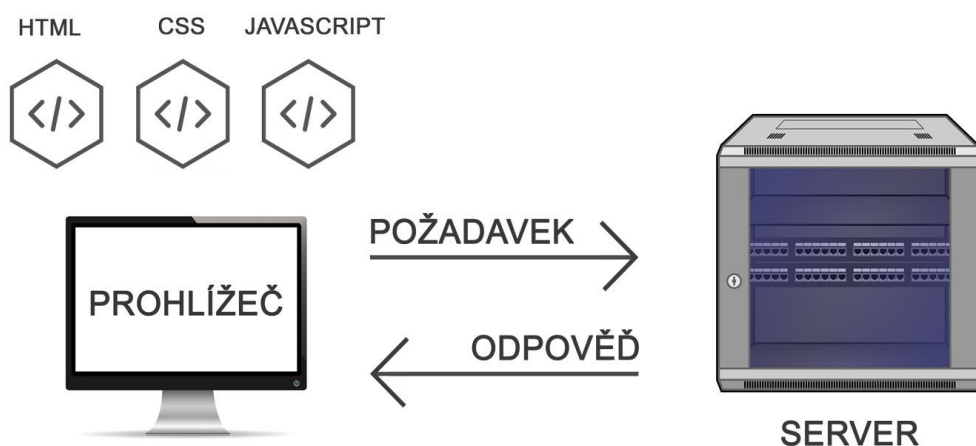 HTML
CSS
JAVASCRIPT
</>
</>
</>
PROHLÍŽEČ
POŽADAVEK
ODPOVĚĎ
SERVER